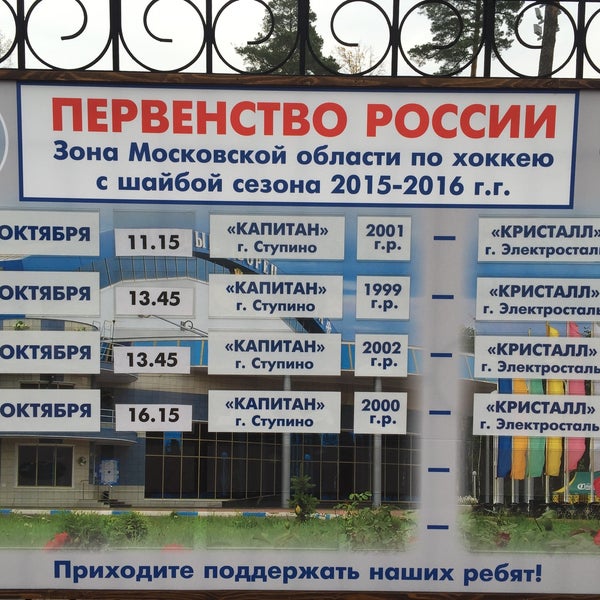 ПЕРВЕНСТВО РОССИИ
Зона Московской области по хоккею
с шайбой сезона 2015-2016 г.г.
ОКТЯБРЯ 11.15 «КАПИТАН» г. Ступино 2001 г.р. – «КРИСТАЛЛ» г. Электросталь
ОКТЯБРЯ 13.45 «КАПИТАН» г. Ступино 1999 г.р. – «КРИСТАЛЛ» г. Электросталь
ОКТЯБРЯ 13.45 «КАПИТАН» г. Ступино 2002 г.р. – «КРИСТАЛЛ» г. Электросталь
ОКТЯБРЯ 16.15 «КАПИТАН» г. Ступино 2000 г.р. – «КРИСТАЛЛ» г. Электросталь
Приходите поддержать наших ребят!